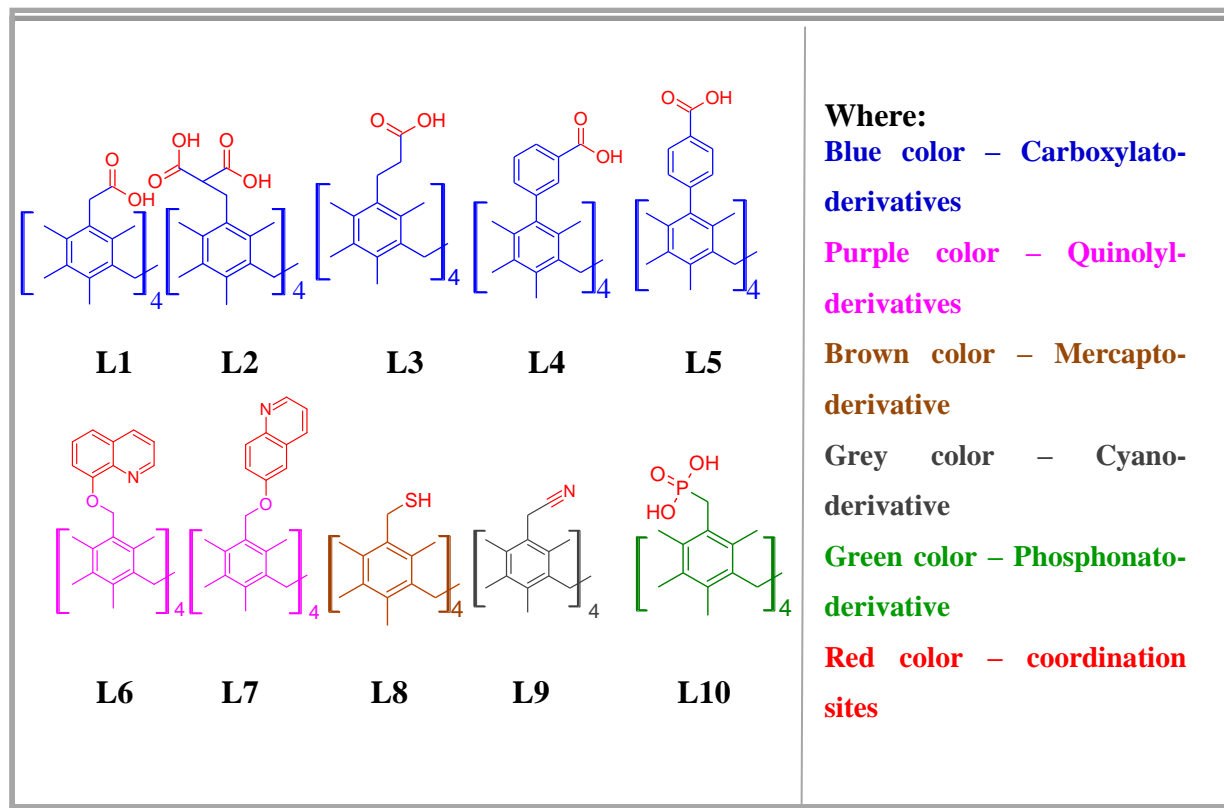 O
OH
OH
O
O
OH
O
OH
O
OH
O
OH
4
4
4
4
4
L1 L2 L3 L4 L5
N
O
N
O
SH
N
OH
O
P
HO
4
4
4
4
4
L6 L7 L8 L9 L10
Where:
Blue color – Carboxylato-
derivatives
Purple color – Quinolyl-
derivatives
Brown color – Mercapto-
derivative
Grey color – Cyano-
derivative
Green color – Phosphonato-
derivative
Red color – coordination
sites